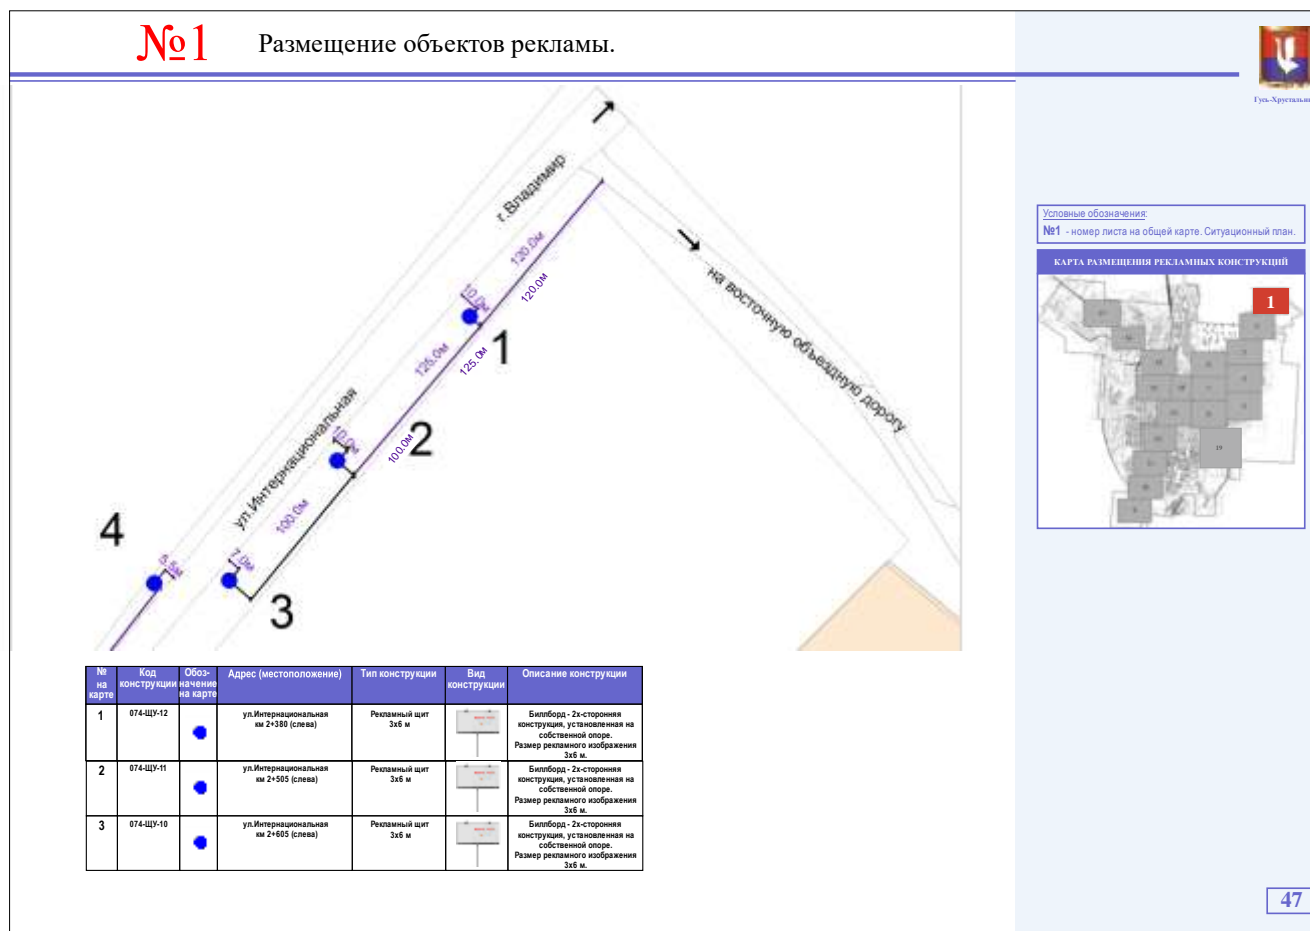 №1
Размещение объектов рекламы.
г.Владимир
120.0м
120.0м
10.0м
1
125.0м
125.0м
на восточную объездную дорогу
ул.Интернациональная
10.0м
2
100.0м
100.0м
4
5.5м
7.0м
3
Условные обозначения:
№1 - номер листа на общей карте. Ситуационный план.
КАРТА РАЗМЕЩЕНИЯ РЕКЛАМНЫХ КОНСТРУКЦИЙ
1
19
№ на карте
Код конструкции
Обоз-начение на карте
Адрес (местоположение)
Тип конструкции
Вид конструкции
Описание конструкции
1
074-ЩУ-12
ул.Интернациональная
км 2+380 (слева)
Рекламный щит
3х6 м
Биллборд - 2х-сторонняя
конструкция, установленная на
собственной опоре.
Размер рекламного изображения
3х6 м.
2
074-ЩУ-11
ул.Интернациональная
км 2+505 (слева)
Рекламный щит
3х6 м
Биллборд - 2х-сторонняя
конструкция, установленная на
собственной опоре.
Размер рекламного изображения
3х6 м.
3
074-ЩУ-10
ул.Интернациональная
км 2+605 (слева)
Рекламный щит
3х6 м
Биллборд - 2х-сторонняя
конструкция, установленная на
собственной опоре.
Размер рекламного изображения
3х6 м.
47